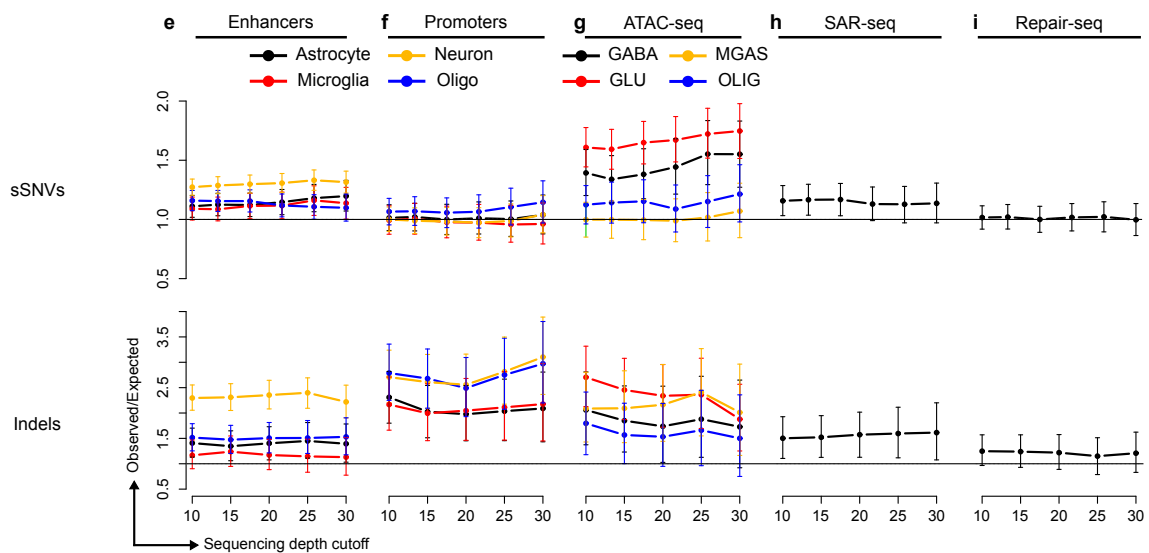 e Enhancers f Promoters g ATAC-seq h SAR-seq i Repair-seq
Astrocyte Neuron GABA MGAS
Microglia Oligo GLU OLIG
sSNVs
2.0
1.5
1.0
0.5
Indels
Observed/Expected
3.5
2.5
1.5
0.5
10 15 20 25 30 10 15 20 25 30 10 15 20 25 30 10 15 20 25 30 10 15 20 25 30
Sequencing depth cutoff